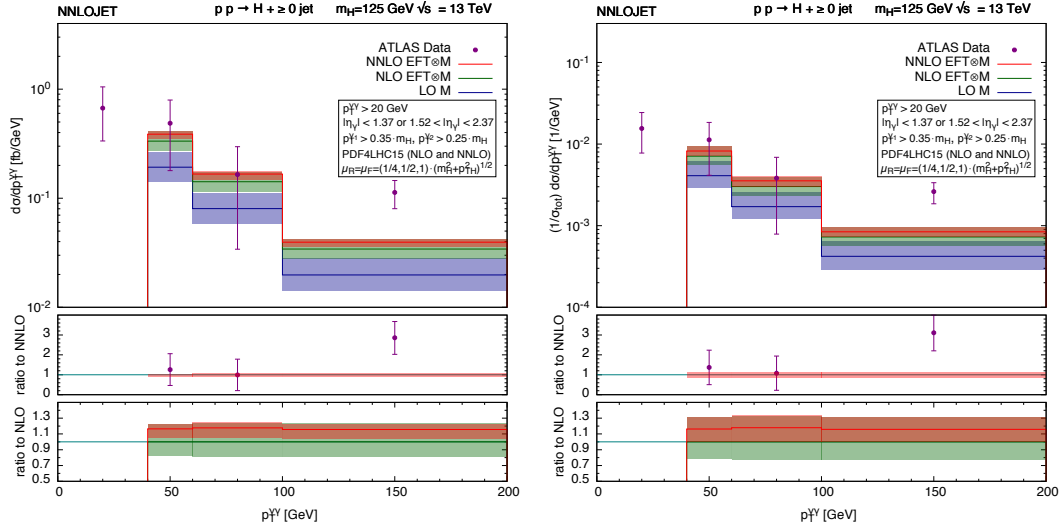 NNLOJET p p → H + ≥ 0 jet m_H=125 GeV √s = 13 TeV
ATLAS Data
NNLO EFT⊗M
NLO EFT⊗M
LO M
p_T^γγ > 20 GeV
|η_γ| < 1.37 or 1.52 < |η_γ| < 2.37
p_T^γ1 > 0.35 · m_H, p_T^γ2 > 0.25 · m_H
PDF4LHC15 (NLO and NNLO)
μ_R=μ_F=(1/4,1/2,1) · (m_H^2+p_TH^2)^1/2
dσ/dp_T^γγ [fb/GeV]
10^0
10^-1
10^-2
ratio to NNLO
3
2
1
0
ratio to NLO
1.3
1.1
0.9
0.7
0.5
0 50 100 150 200
p_T^γγ [GeV]
NNLOJET p p → H + ≥ 0 jet m_H=125 GeV √s = 13 TeV
ATLAS Data
NNLO EFT⊗M
NLO EFT⊗M
LO M
p_T^γγ > 20 GeV
|η_γ| < 1.37 or 1.52 < |η_γ| < 2.37
p_T^γ1 > 0.35 · m_H, p_T^γ2 > 0.25 · m_H
PDF4LHC15 (NLO and NNLO)
μ_R=μ_F=(1/4,1/2,1) · (m_H^2+p_TH^2)^1/2
(1/σ_tot) dσ/dp_T^γγ [1/GeV]
10^-1
10^-2
10^-3
10^-4
ratio to NNLO
3
2
1
0
ratio to NLO
1.3
1.1
0.9
0.7
0.5
0 50 100 150 200
p_T^γγ [GeV]